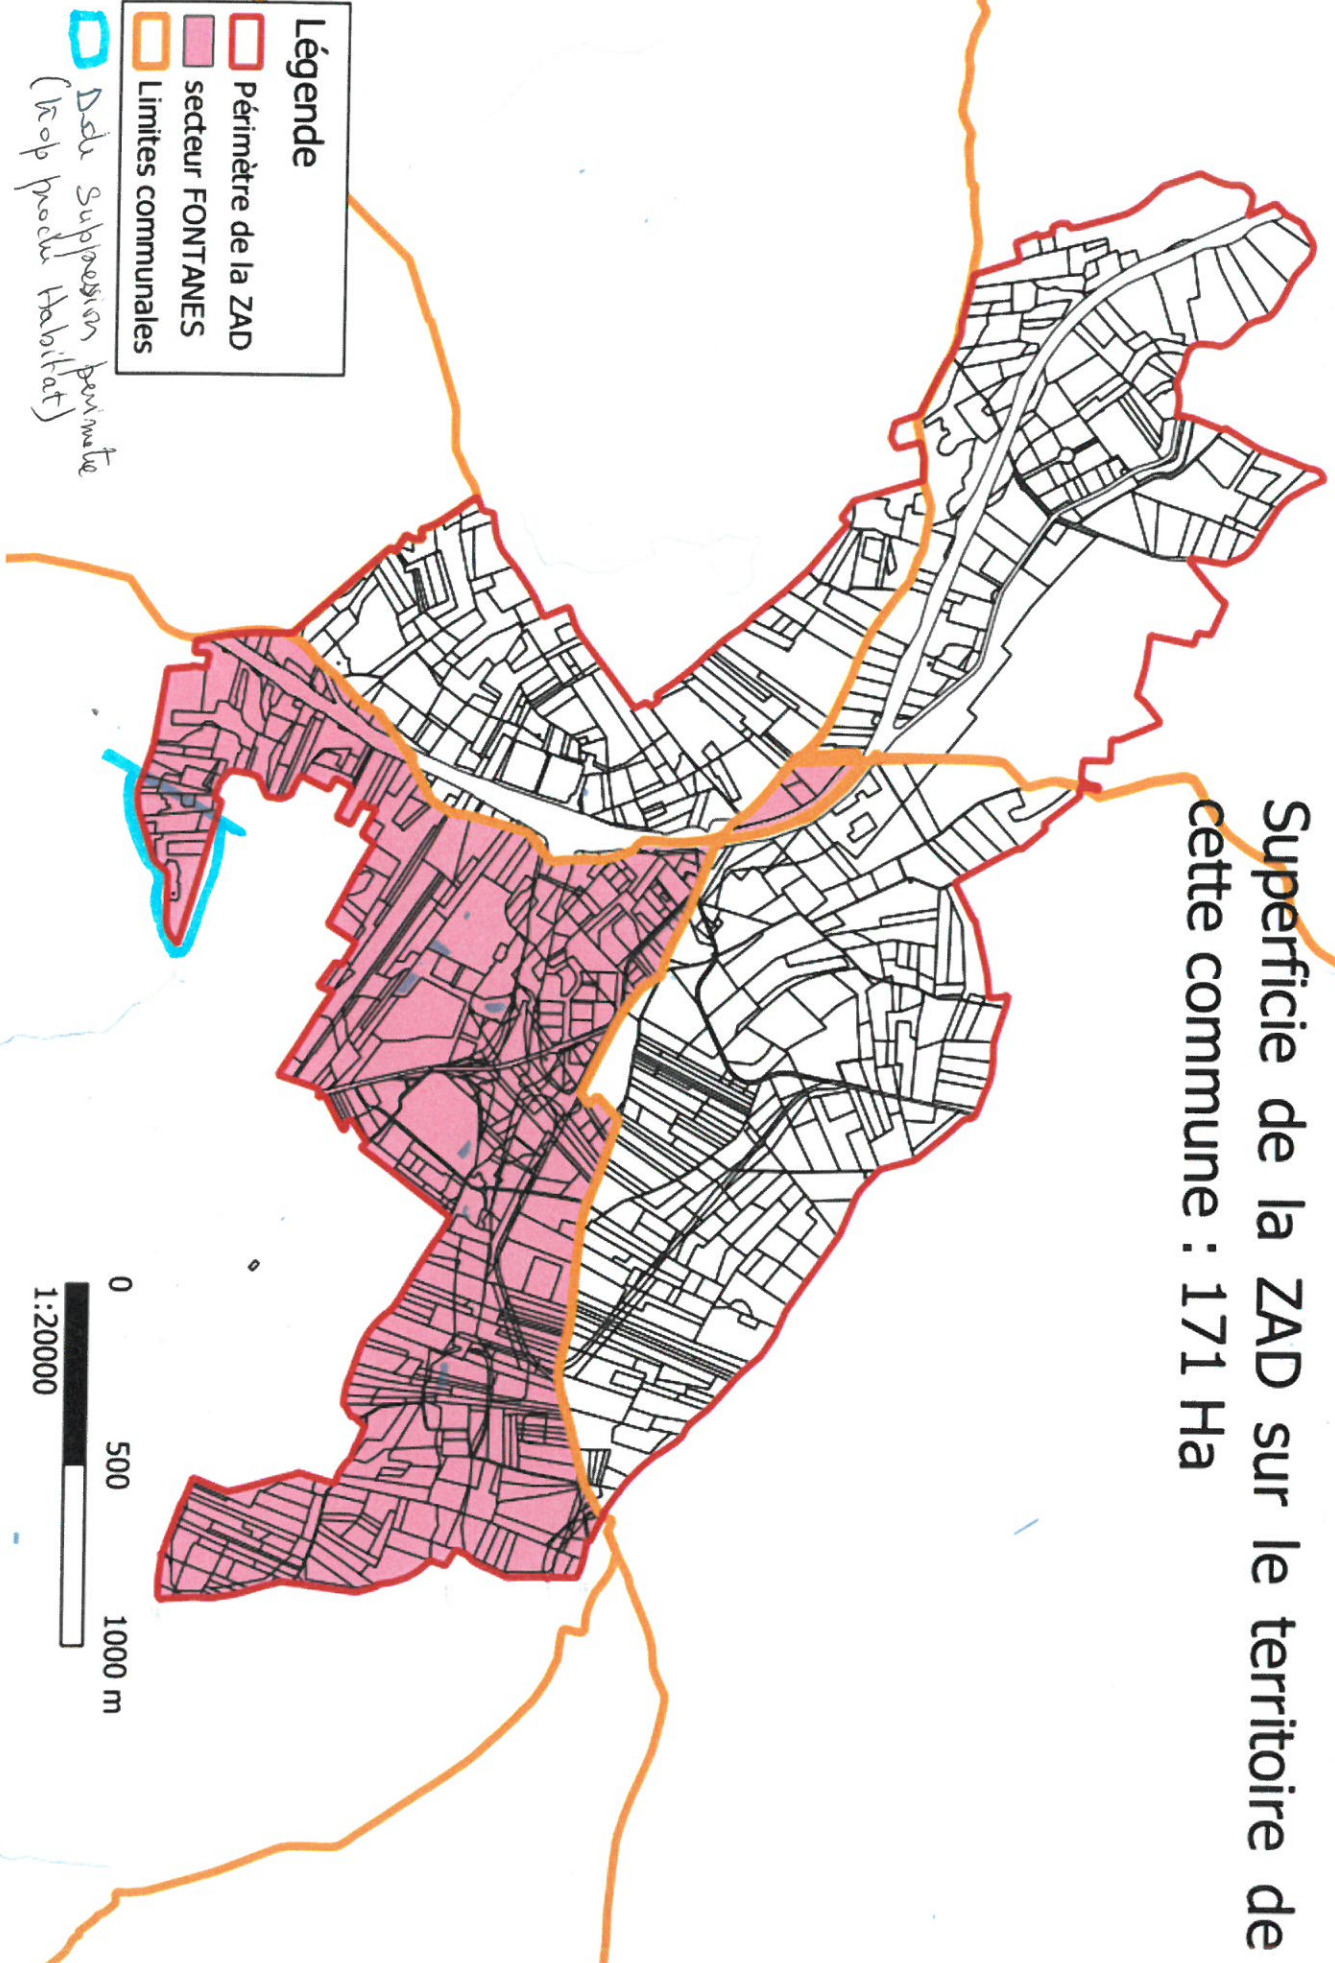 Superficie de la ZAD sur le territoire de
cette commune : 171 Ha
Légende
Périmètre de la ZAD
secteur FONTANES
Limites communales
Suppression périmètre
(trop proche Habitat)
0 500 1000 m
1:20000